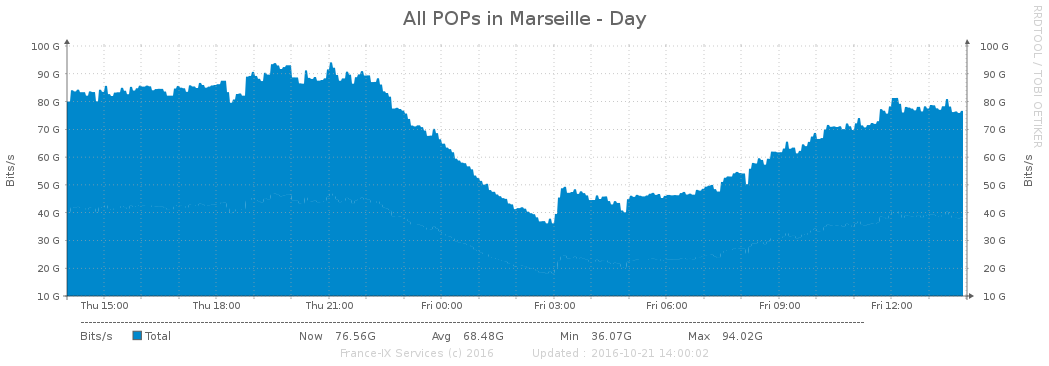 All POPs in Marseille - Day
RRDTOOL / TOBI OETIKER
Bits/s
100 G 100 G
90 G 90 G
80 G 80 G
70 G 70 G
60 G 60 G
50 G 50 G
40 G 40 G
30 G 30 G
20 G 20 G
10 G 10 G
Bits/s
Thu 15:00 Thu 18:00 Thu 21:00 Fri 00:00 Fri 03:00 Fri 06:00 Fri 09:00 Fri 12:00
Bits/s Total Now 76.56G Avg 68.48G Min 36.07G Max 94.02G
France-IX Services (c) 2016 Updated : 2016-10-21 14:00:02